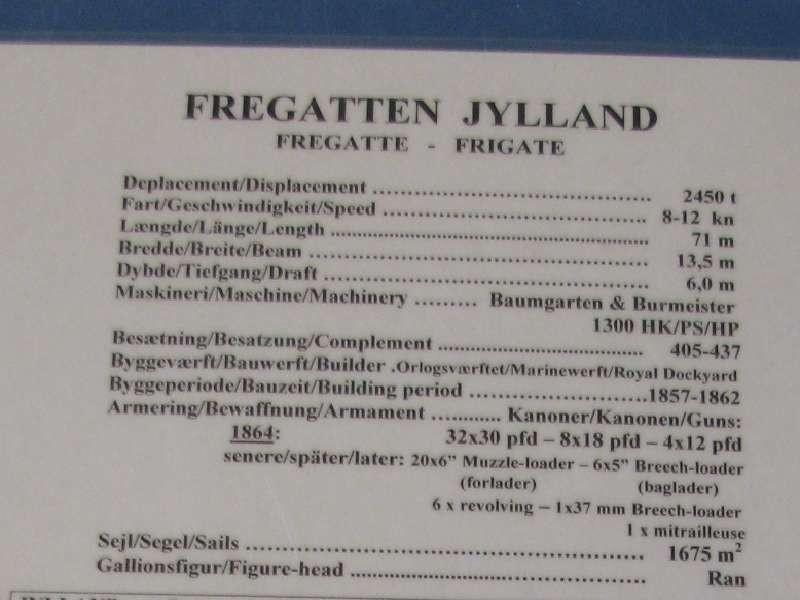 FREGATTEN JYLLAND
FREGATTE - FRIGATE
Deplacement/Displacement ........................................ 2450 t
Fart/Geschwindigkeit/Speed ........................................ 8-12 kn
Længde/Länge/Length ........................................ 71 m
Bredde/Breite/Beam ........................................ 13,5 m
Dybde/Tiefgang/Draft ........................................ 6,0 m
Maskineri/Maschine/Machinery ......... Baumgarten & Burmeister
1300 HK/PS/HP
Besætning/Besatzung/Complement ................................... 405-437
Byggeværft/Bauwerft/Builder .Orlogsværftet/Marinewerft/Royal Dockyard
Byggeperiode/Bauzeit/Building period ..........................1857-1862
Armering/Bewaffnung/Armament ........... Kanoner/Kanonen/Guns:
1864: 32x30 pfd – 8x18 pfd – 4x12 pfd
senere/später/later: 20x6" Muzzle-loader – 6x5" Breech-loader
(forlader) (baglader)
6 x revolving – 1x37 mm Breech-loader
1 x mitrailleuse
Sejl/Segel/Sails ........................................ 1675 m²
Gallionsfigur/Figure-head ........................................ Ran